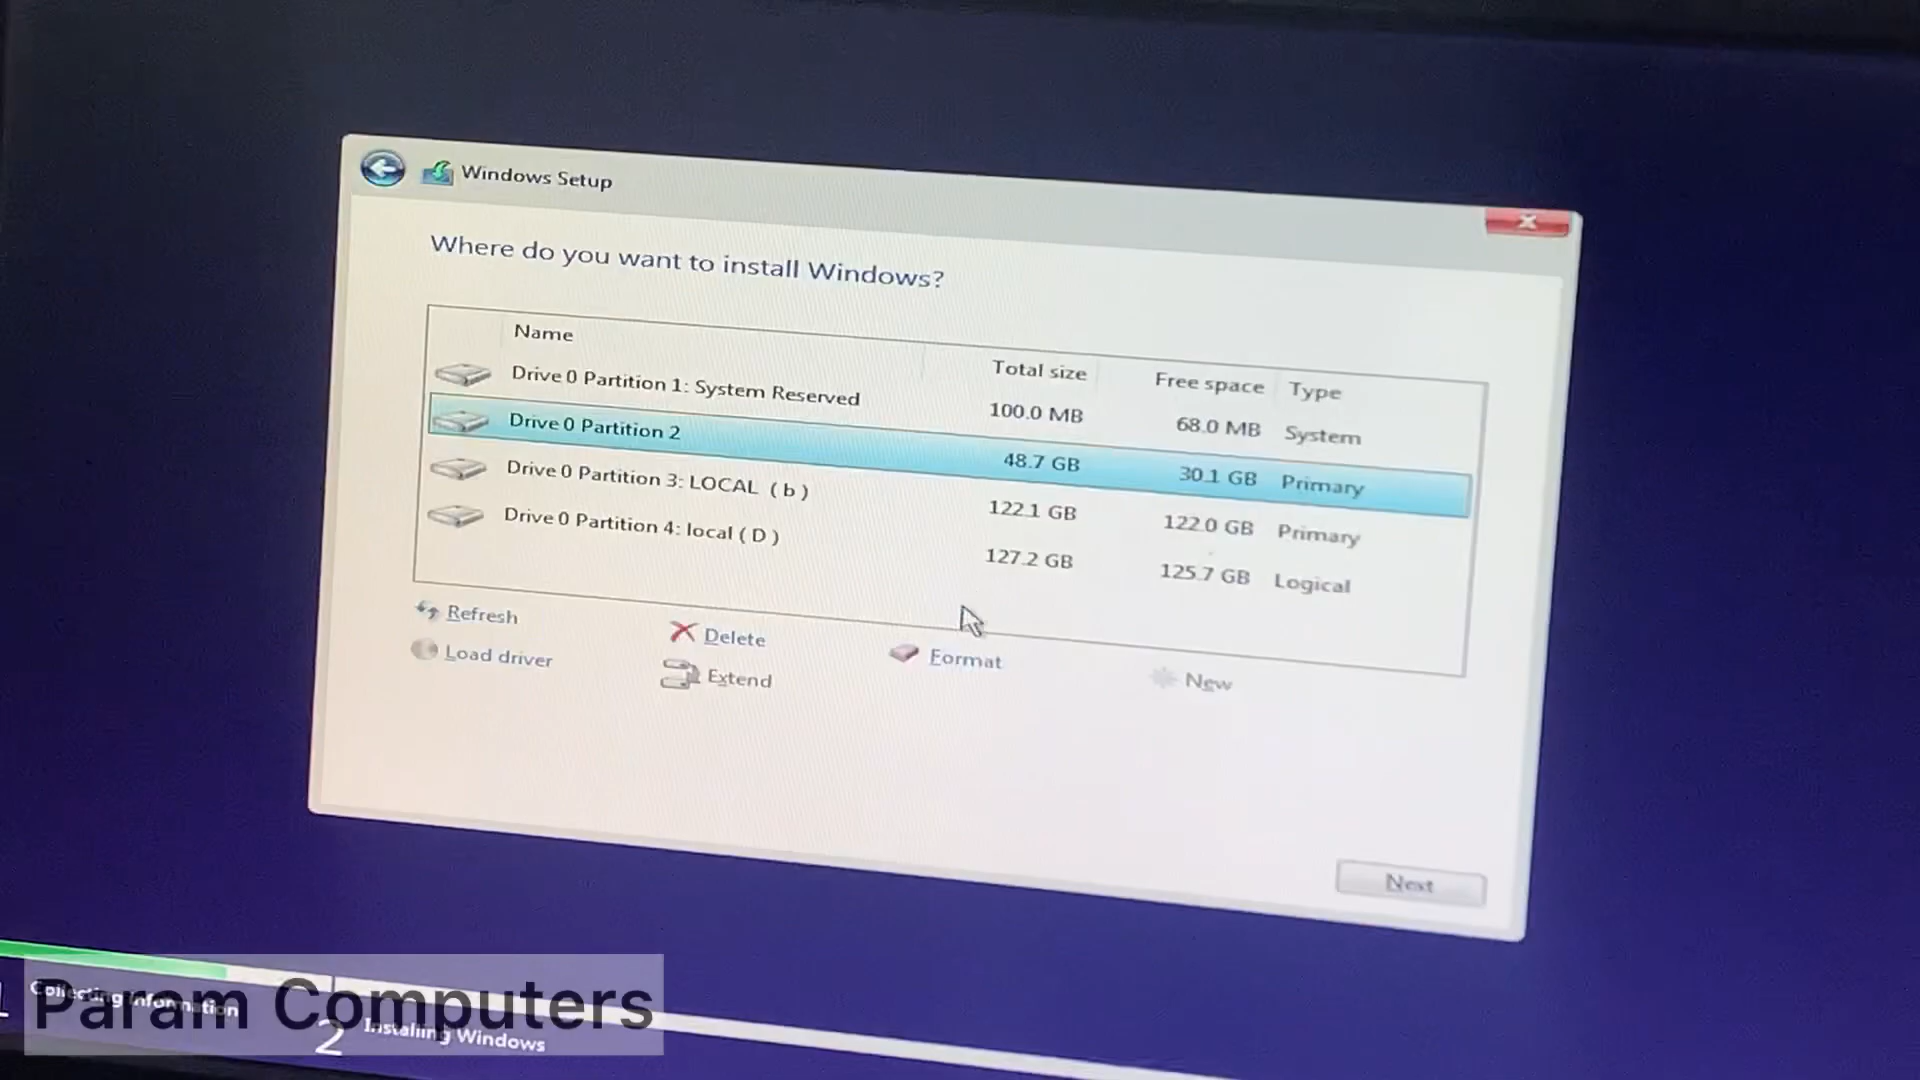 Windows Setup
Where do you want to install Windows?
Name Total size Free space Type
Drive 0 Partition 1: System Reserved 100.0 MB 68.0 MB System
Drive 0 Partition 2 48.7 GB 30.1 GB Primary
Drive 0 Partition 3: LOCAL (b) 122.1 GB 122.0 GB Primary
Drive 0 Partition 4: local (D) 127.2 GB 125.7 GB Logical
Refresh Delete Format New
Load driver Extend
Next
1 Collecting information
2 Installing Windows
Param Computers